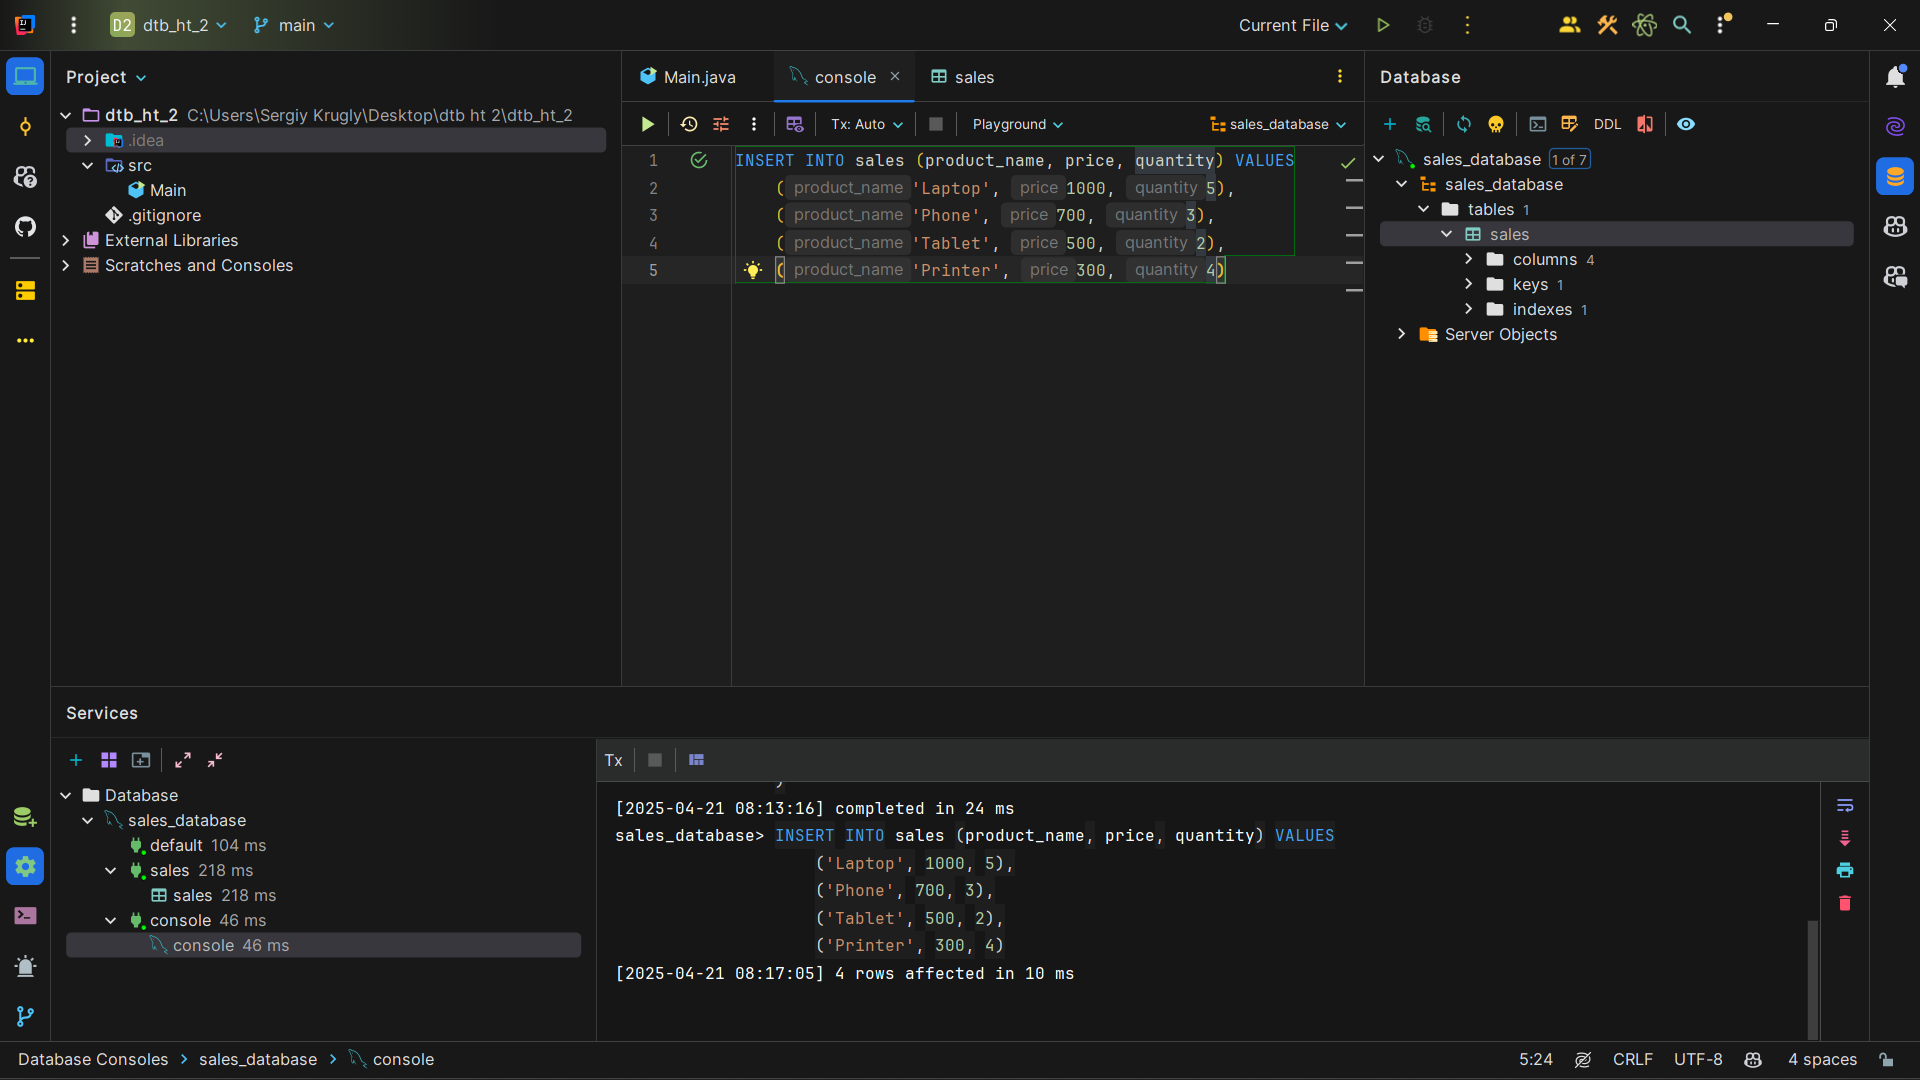 D2 dtb_ht_2 main Current File
Project
dtb_ht_2 C:\Users\Sergiy Krugly\Desktop\dtb ht 2\dtb_ht_2
.idea
src
Main
.gitignore
External Libraries
Scratches and Consoles
Main.java console sales
Tx: Auto Playground sales_database
1 INSERT INTO sales (product_name, price, quantity) VALUES
2 ( product_name 'Laptop', price 1000, quantity 5),
3 ( product_name 'Phone', price 700, quantity 3),
4 ( product_name 'Tablet', price 500, quantity 2),
5 ( product_name 'Printer', price 300, quantity 4)
Database
DDL
sales_database 1 of 7
sales_database
tables 1
sales
columns 4
keys 1
indexes 1
Server Objects
Services
Database
sales_database
default 104 ms
sales 218 ms
sales 218 ms
console 46 ms
console 46 ms
Tx
[2025-04-21 08:13:16] completed in 24 ms
sales_database> INSERT INTO sales (product_name, price, quantity) VALUES
('Laptop', 1000, 5),
('Phone', 700, 3),
('Tablet', 500, 2),
('Printer', 300, 4)
[2025-04-21 08:17:05] 4 rows affected in 10 ms
Database Consoles sales_database console 5:24 CRLF UTF-8 4 spaces